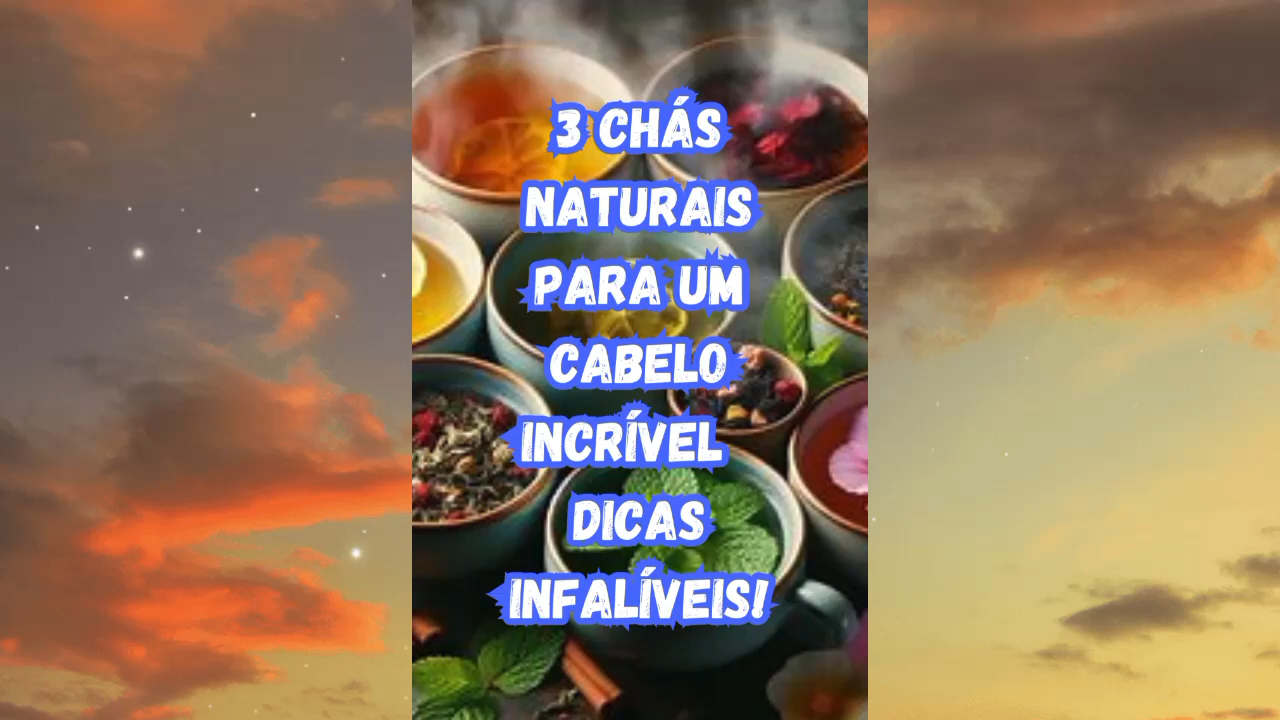 3 CHÁS
NATURAIS
PARA UM
CABELO
INCRÍVEL
DICAS
INFALÍVEIS!